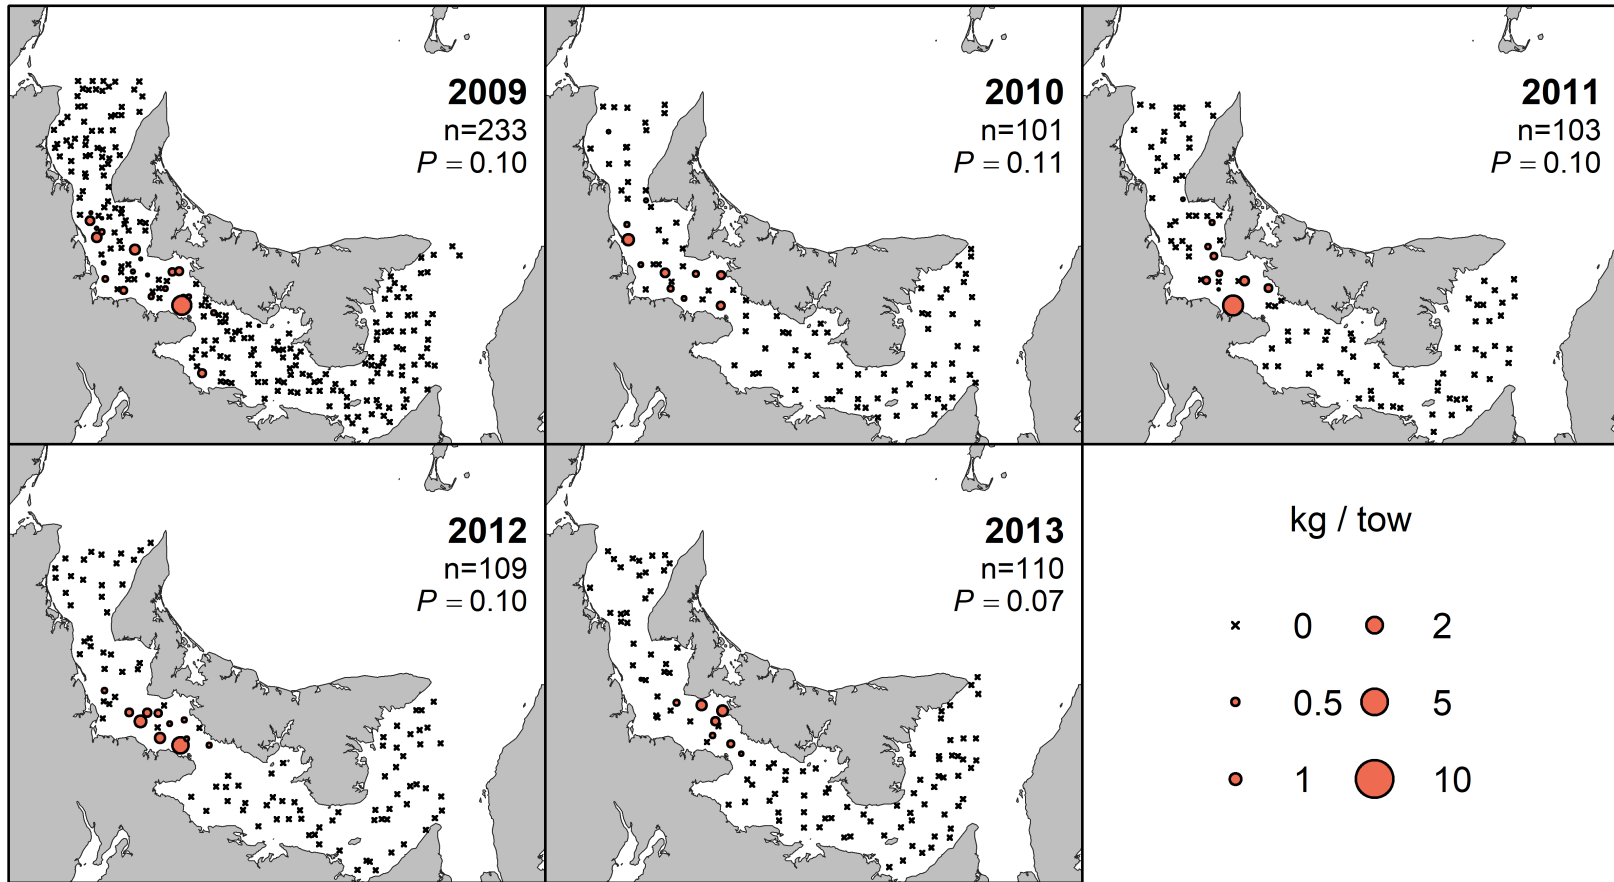 2009
n=233
P = 0.10
2010
n=101
P = 0.11
2011
n=103
P = 0.10
2012
n=109
P = 0.10
2013
n=110
P = 0.07
kg / tow
0 2
0.5 5
1 10